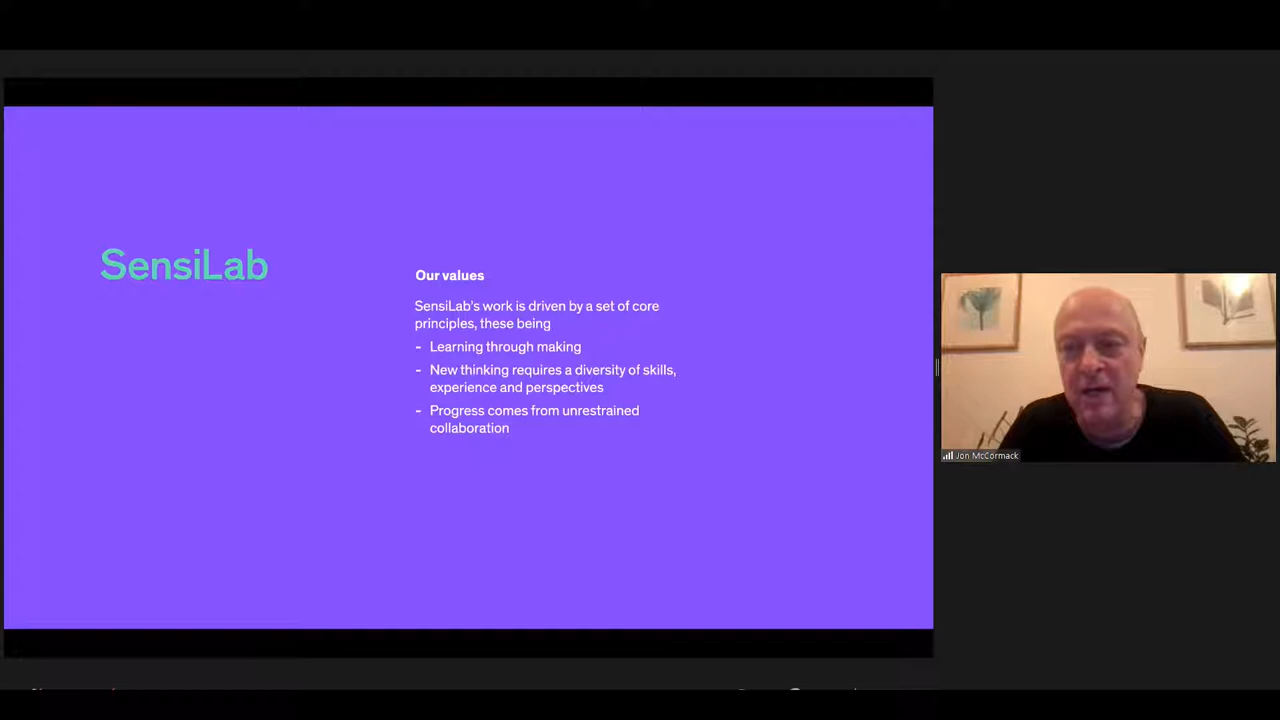 SensiLab
Our values
SensiLab's work is driven by a set of core
principles, these being
- Learning through making
- New thinking requires a diversity of skills,
experience and perspectives
- Progress comes from unrestrained
collaboration
Jon McCormack